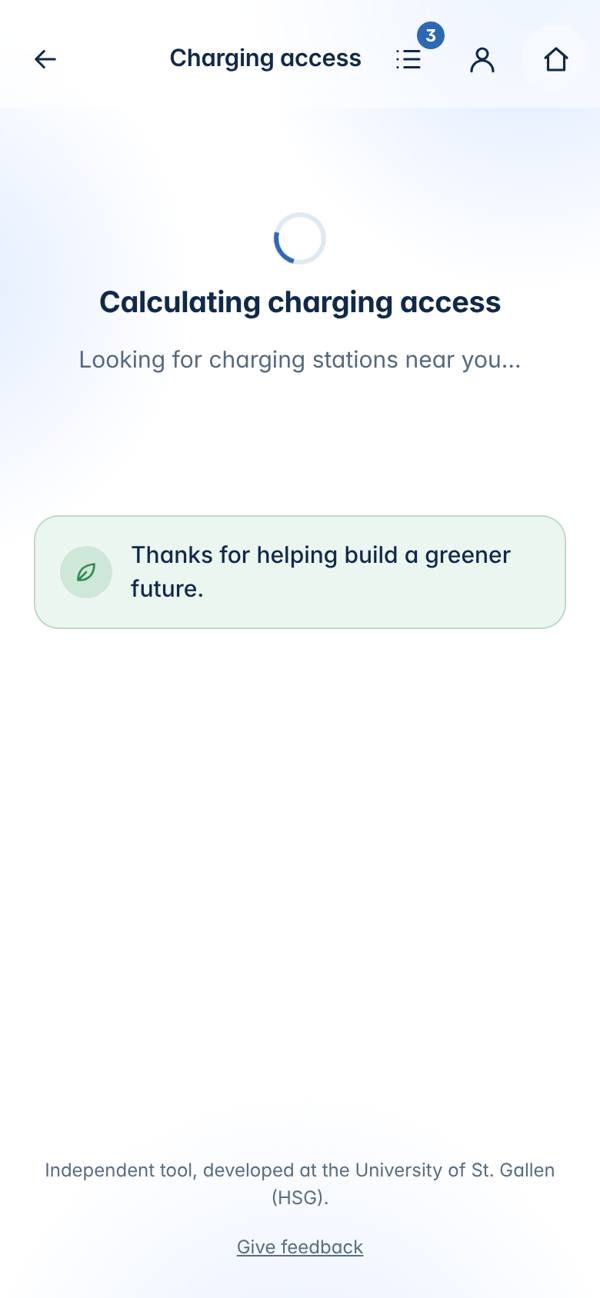 Charging access
3
Calculating charging access
Looking for charging stations near you...
Thanks for helping build a greener
future.
Independent tool, developed at the University of St. Gallen
(HSG).
Give feedback